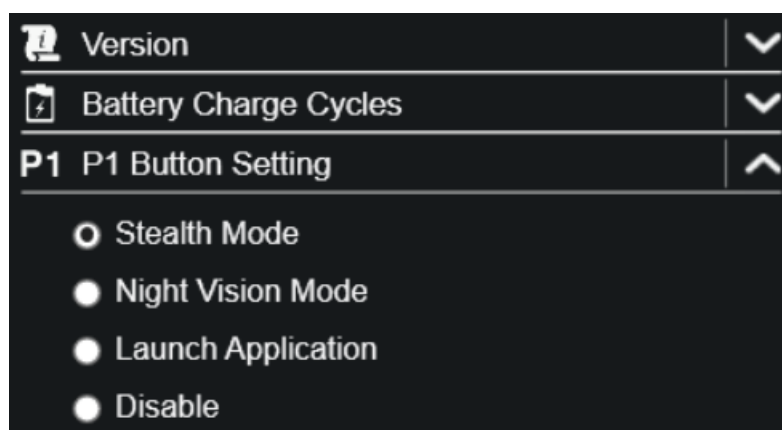 Version
Battery Charge Cycles
P1 P1 Button Setting
Stealth Mode
Night Vision Mode
Launch Application
Disable